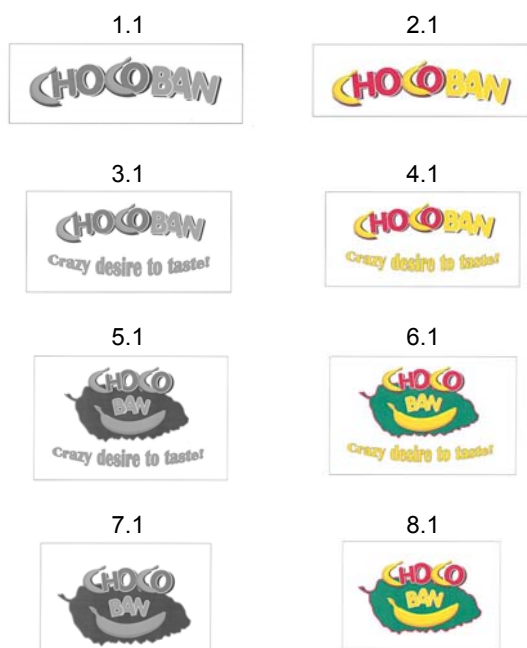 1.1 2.1
CHOCOBAN CHOCOBAN
3.1 4.1
CHOCOBAN CHOCOBAN
Crazy desire to taste! Crazy desire to taste!
5.1 6.1
CHOCO CHOCO
BAN BAN
Crazy desire to taste! Crazy desire to taste!
7.1 8.1
CHOCO CHOCO
BAN BAN